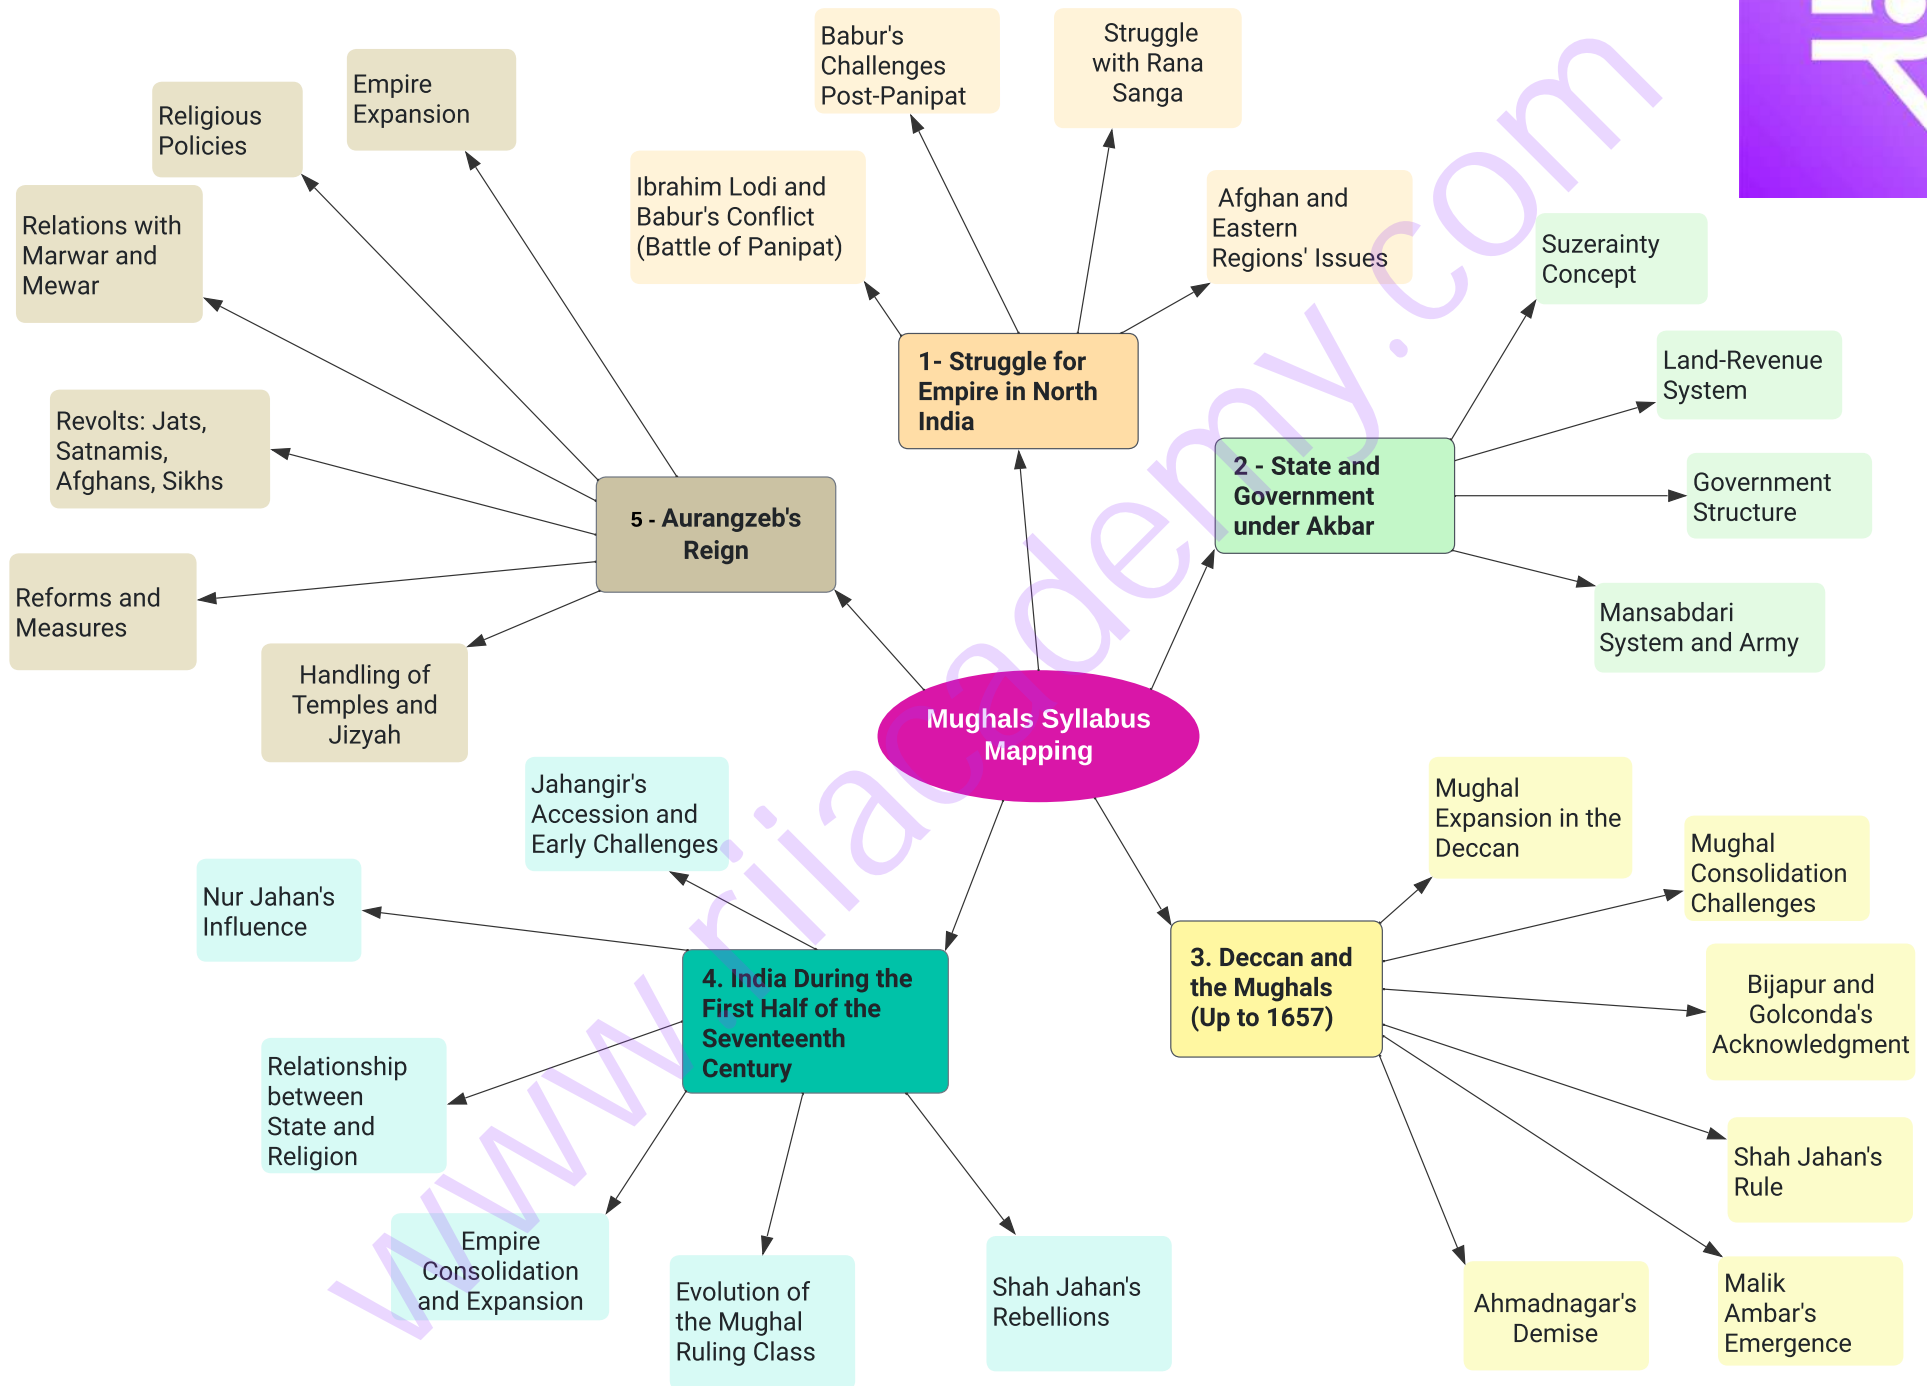 Mughals Syllabus
Mapping
1- Struggle for
Empire in North
India
Ibrahim Lodi and
Babur's Conflict
(Battle of Panipat)
Babur's
Challenges
Post-Panipat
Struggle
with Rana
Sanga
Afghan and
Eastern
Regions' Issues
2 - State and
Government
under Akbar
Suzerainty
Concept
Land-Revenue
System
Government
Structure
Mansabdari
System and Army
3. Deccan and
the Mughals
(Up to 1657)
Mughal
Expansion in the
Deccan
Mughal
Consolidation
Challenges
Bijapur and
Golconda's
Acknowledgment
Shah Jahan's
Rule
Malik
Ambar's
Emergence
Ahmadnagar's
Demise
4. India During the
First Half of the
Seventeenth
Century
Jahangir's
Accession and
Early Challenges
Nur Jahan's
Influence
Relationship
between
State and
Religion
Empire
Consolidation
and Expansion
Evolution of
the Mughal
Ruling Class
Shah Jahan's
Rebellions
5 - Aurangzeb's
Reign
Empire
Expansion
Religious
Policies
Relations with
Marwar and
Mewar
Revolts: Jats,
Satnamis,
Afghans, Sikhs
Reforms and
Measures
Handling of
Temples and
Jizyah
www.riiacademy.com